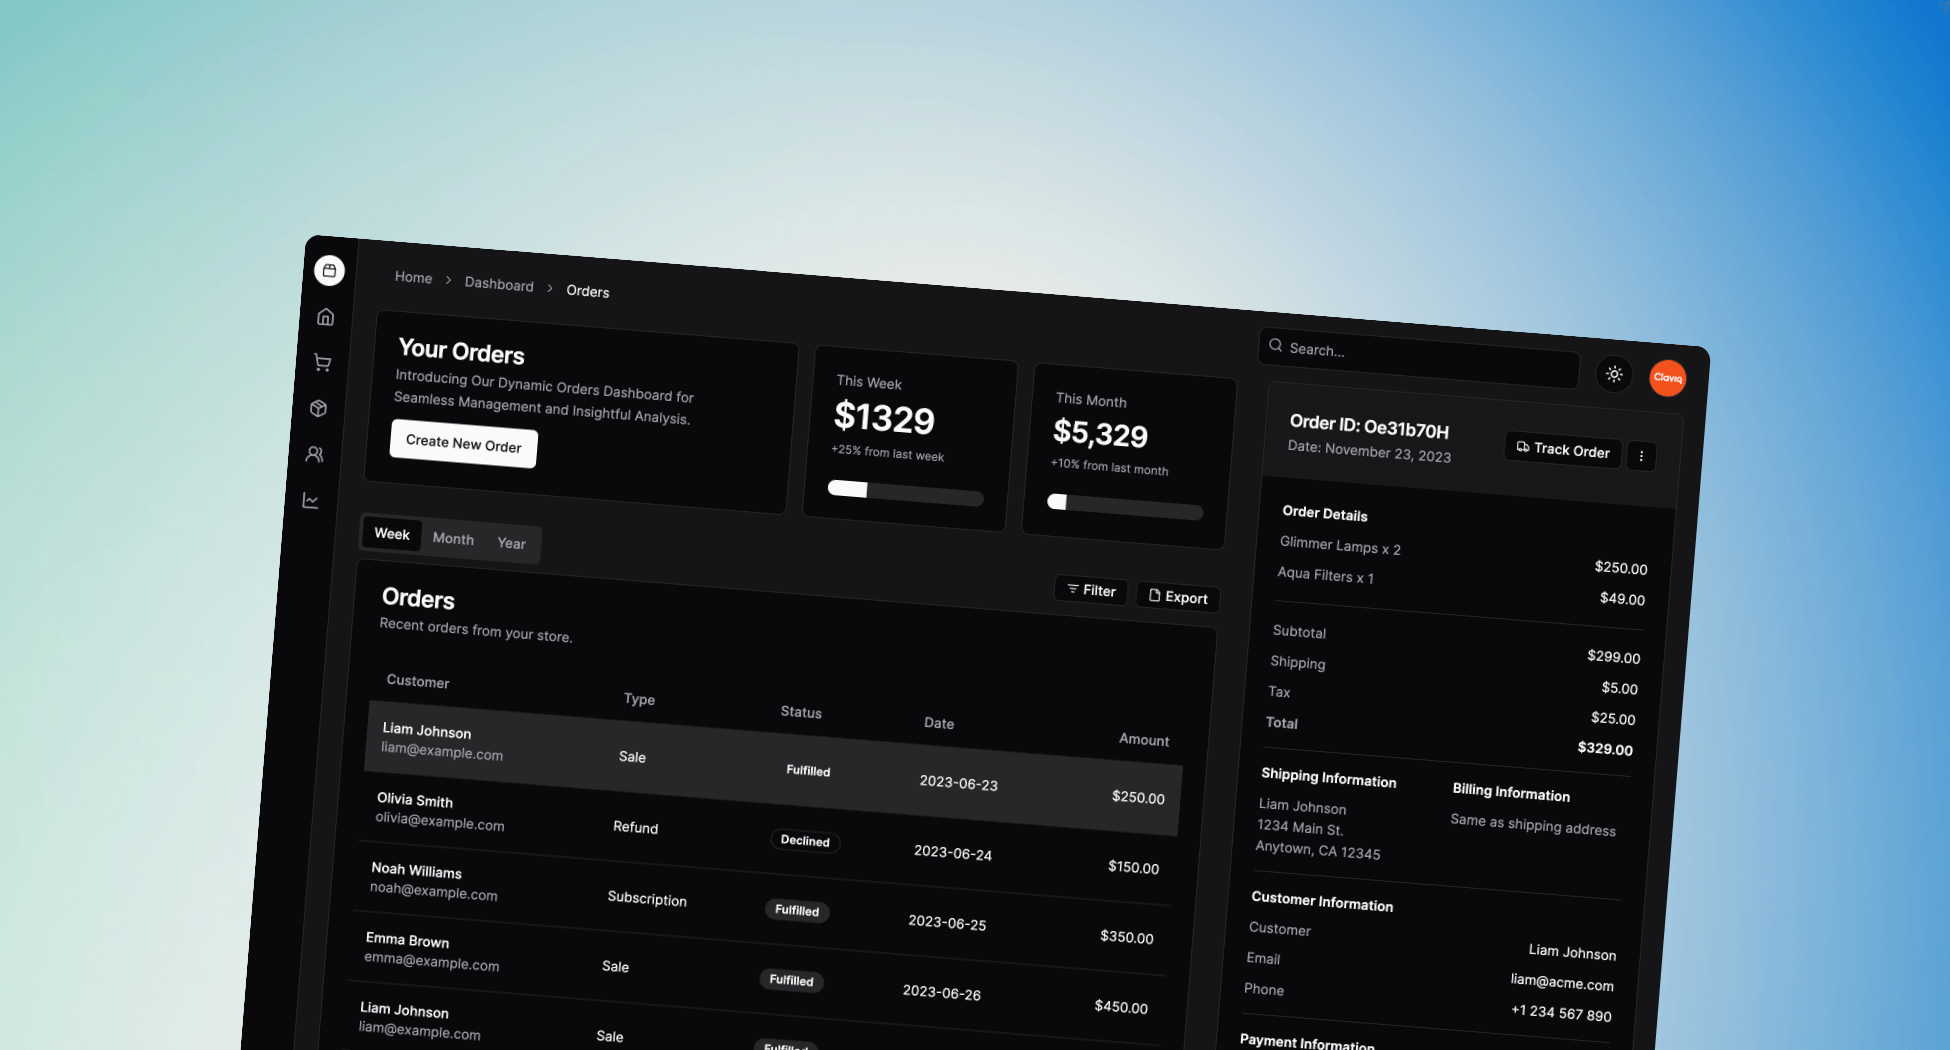 Home > Dashboard > Orders
Search...
Claviq
Your Orders
Introducing Our Dynamic Orders Dashboard for
Seamless Management and Insightful Analysis.
Create New Order
This Week
$1329
+25% from last week
This Month
$5,329
+10% from last month
Week Month Year
Filter Export
Orders
Recent orders from your store.
Customer Type Status Date Amount
Liam Johnson
liam@example.com
Sale Fulfilled 2023-06-23 $250.00
Olivia Smith
olivia@example.com
Refund Declined 2023-06-24 $150.00
Noah Williams
noah@example.com
Subscription Fulfilled 2023-06-25 $350.00
Emma Brown
emma@example.com
Sale Fulfilled 2023-06-26 $450.00
Liam Johnson
liam@example.com
Sale Fulfilled
Order ID: Oe31b70H
Date: November 23, 2023
Track Order
Order Details
Glimmer Lamps x 2 $250.00
Aqua Filters x 1 $49.00
Subtotal $299.00
Shipping $5.00
Tax $25.00
Total $329.00
Shipping Information
Liam Johnson
1234 Main St.
Anytown, CA 12345
Billing Information
Same as shipping address
Customer Information
Customer Liam Johnson
Email liam@acme.com
Phone +1 234 567 890
Payment Information